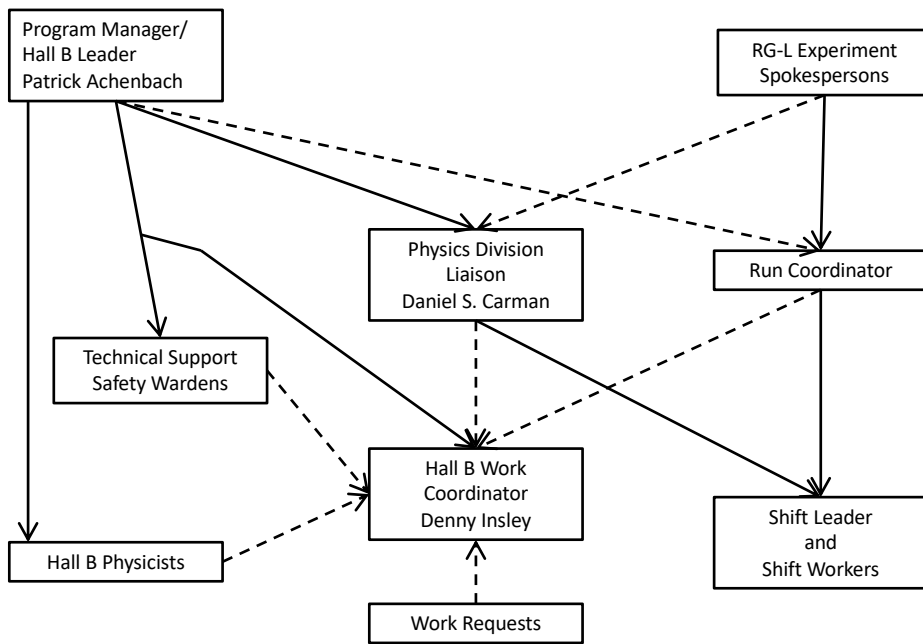 Program Manager/
Hall B Leader
Patrick Achenbach
RG-L Experiment
Spokespersons
Physics Division
Liaison
Daniel S. Carman
Run Coordinator
Technical Support
Safety Wardens
Hall B Work
Coordinator
Denny Insley
Shift Leader
and
Shift Workers
Hall B Physicists
Work Requests